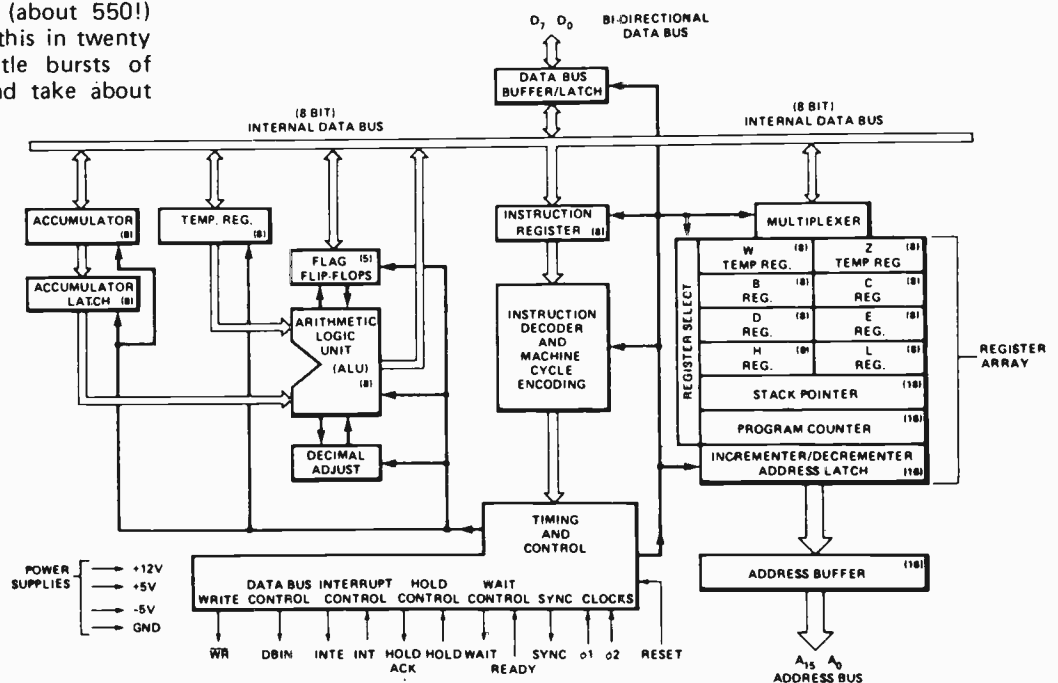 (about 550!)
this in twenty
tle bursts of
nd take about
D7 D0
BI-DIRECTIONAL
DATA BUS
DATA BUS
BUFFER/LATCH
(8 BIT)
INTERNAL DATA BUS
(8 BIT)
INTERNAL DATA BUS
ACCUMULATOR
(8)
TEMP. REG.
(8)
INSTRUCTION
REGISTER
(8)
MULTIPLEXER
ACCUMULATOR
LATCH
(8)
FLAG
FLIP-FLOPS
(5)
ARITHMETIC
LOGIC
UNIT
(ALU)
(8)
DECIMAL
ADJUST
INSTRUCTION
DECODER
AND
MACHINE
CYCLE
ENCODING
REGISTER SELECT
W (8)
TEMP REG.
Z (8)
TEMP REG
B (8)
REG.
C (8)
REG
D (8)
REG.
E (8)
REG.
H (8)
REG.
L (8)
REG.
STACK POINTER
(16)
PROGRAM COUNTER
(16)
INCREMENTER/DECREMENTER
ADDRESS LATCH
(16)
REGISTER
ARRAY
TIMING
AND
CONTROL
ADDRESS BUFFER
(16)
A15 A0
ADDRESS BUS
POWER
SUPPLIES
+12V
+5V
-5V
GND
WRITE
DATA BUS
CONTROL
INTERRUPT
CONTROL
HOLD
CONTROL
WAIT
CONTROL
SYNC
CLOCKS
WR
DBIN
INTE
INT
HOLD
ACK
HOLD
WAIT
READY
SYNC
ø1
ø2
RESET